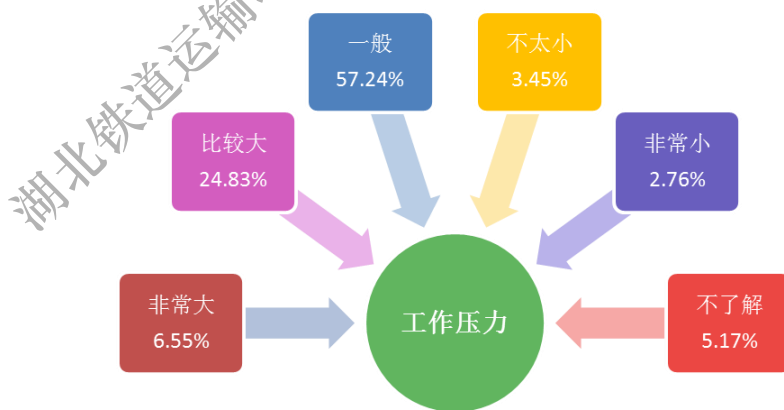 湖北铁道运输
一般
57.24%
不太小
3.45%
比较大
24.83%
非常小
2.76%
非常大
6.55%
工作压力
不了解
5.17%